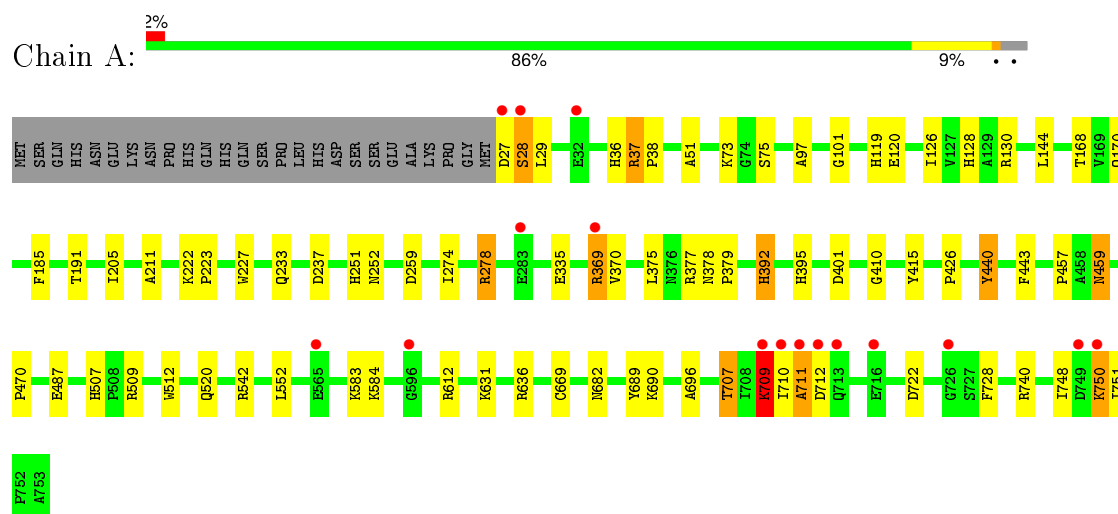 2%
Chain A:
86% 9% • •
MET SER GLN HIS ASN GLU LYS ASN PRO HIS GLN HIS GLN SER PRO LEU HIS ASP SER SER GLU ALA LYS PRO GLY MET D27 S28 L29 E32 H36 R37 P38 A51 K73 G74 S75 A97 G101 H119 E120 I126 V127 H128 A129 R130 L144 T168 V169 Q170
F185 T191 I205 A211 K222 P223 W227 Q233 D237 H251 N252 D259 I274 R278 E283 E335 R369 V370 L375 N376 R377 N378 P379 H392 H395 D401 G410 Y415 P426 Y440 F443 P457 A458 N459
P470 E487 H507 P508 R509 W512 Q520 R542 L552 E565 K583 K584 G596 R612 K631 R636 C669 N682 Y689 K690 A696 T707 I708 K709 I710 A711 D712 Q713 E716 D722 G726 S727 F728 R740 I748 D749 K750 I751
P752 A753